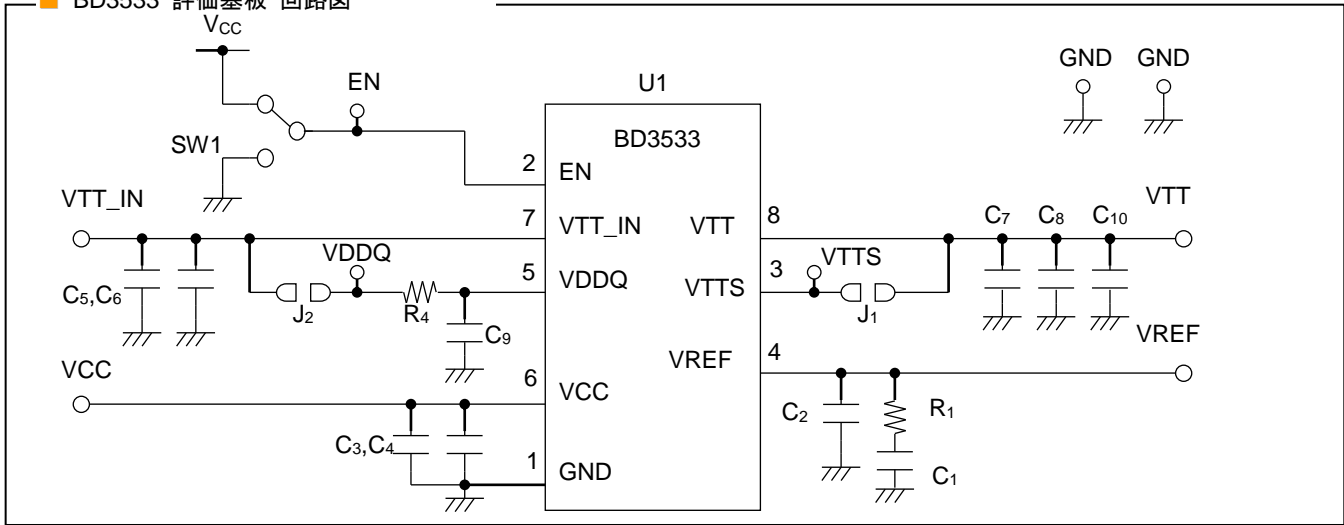 ■ BD3533 評価基板 回路図
VCC
EN
SW1
VTT_IN
C5,C6
J2
VDDQ
R4
C9
VCC
C3,C4
U1
BD3533
2 EN
7 VTT_IN
5 VDDQ
6 VCC
1 GND
VTT 8
VTTS 3
VREF 4
VTTS
J1
C7 C8 C10
VTT
VREF
C2
R1
C1
GND GND